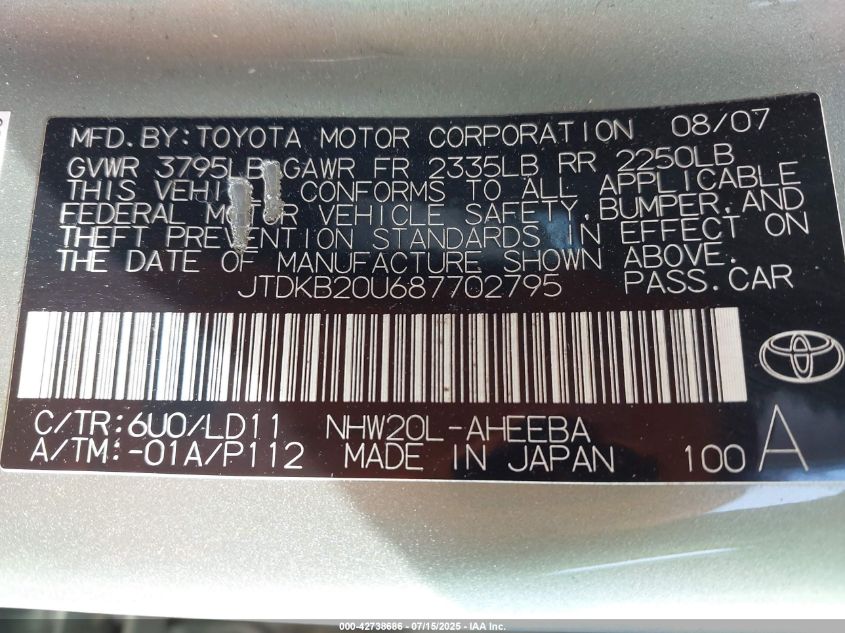 MFD.BY:TOYOTA MOTOR CORPORATION 08/07
GVWR 3795LB GAWR FR 2335LB RR 2250LB
THIS VEHI CONFORMS TO ALL APPLICABLE
FEDERAL MOTOR VEHICLE SAFETY,BUMPER,AND
THEFT PREVENTION STANDARDS IN EFFECT ON
THE DATE OF MANUFACTURE SHOWN ABOVE.
JTDKB20U687702795 PASS.CAR
C/TR:6U0/LD11 NHW20L-AHEEBA
A/TM:-01A/P112 MADE IN JAPAN 100 A
000-42738686 - 07/15/2025 - IAA Inc.